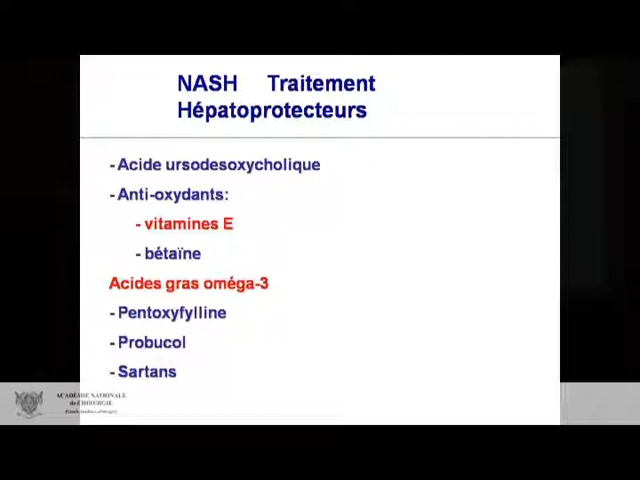 NASH Traitement
Hépatoprotecteurs
- Acide ursodesoxycholique
- Anti-oxydants:
- vitamines E
- bétaïne
Acides gras oméga-3
- Pentoxyfylline
- Probucol
- Sartans
ACADÉMIE NATIONALE
de CHIRURGIE